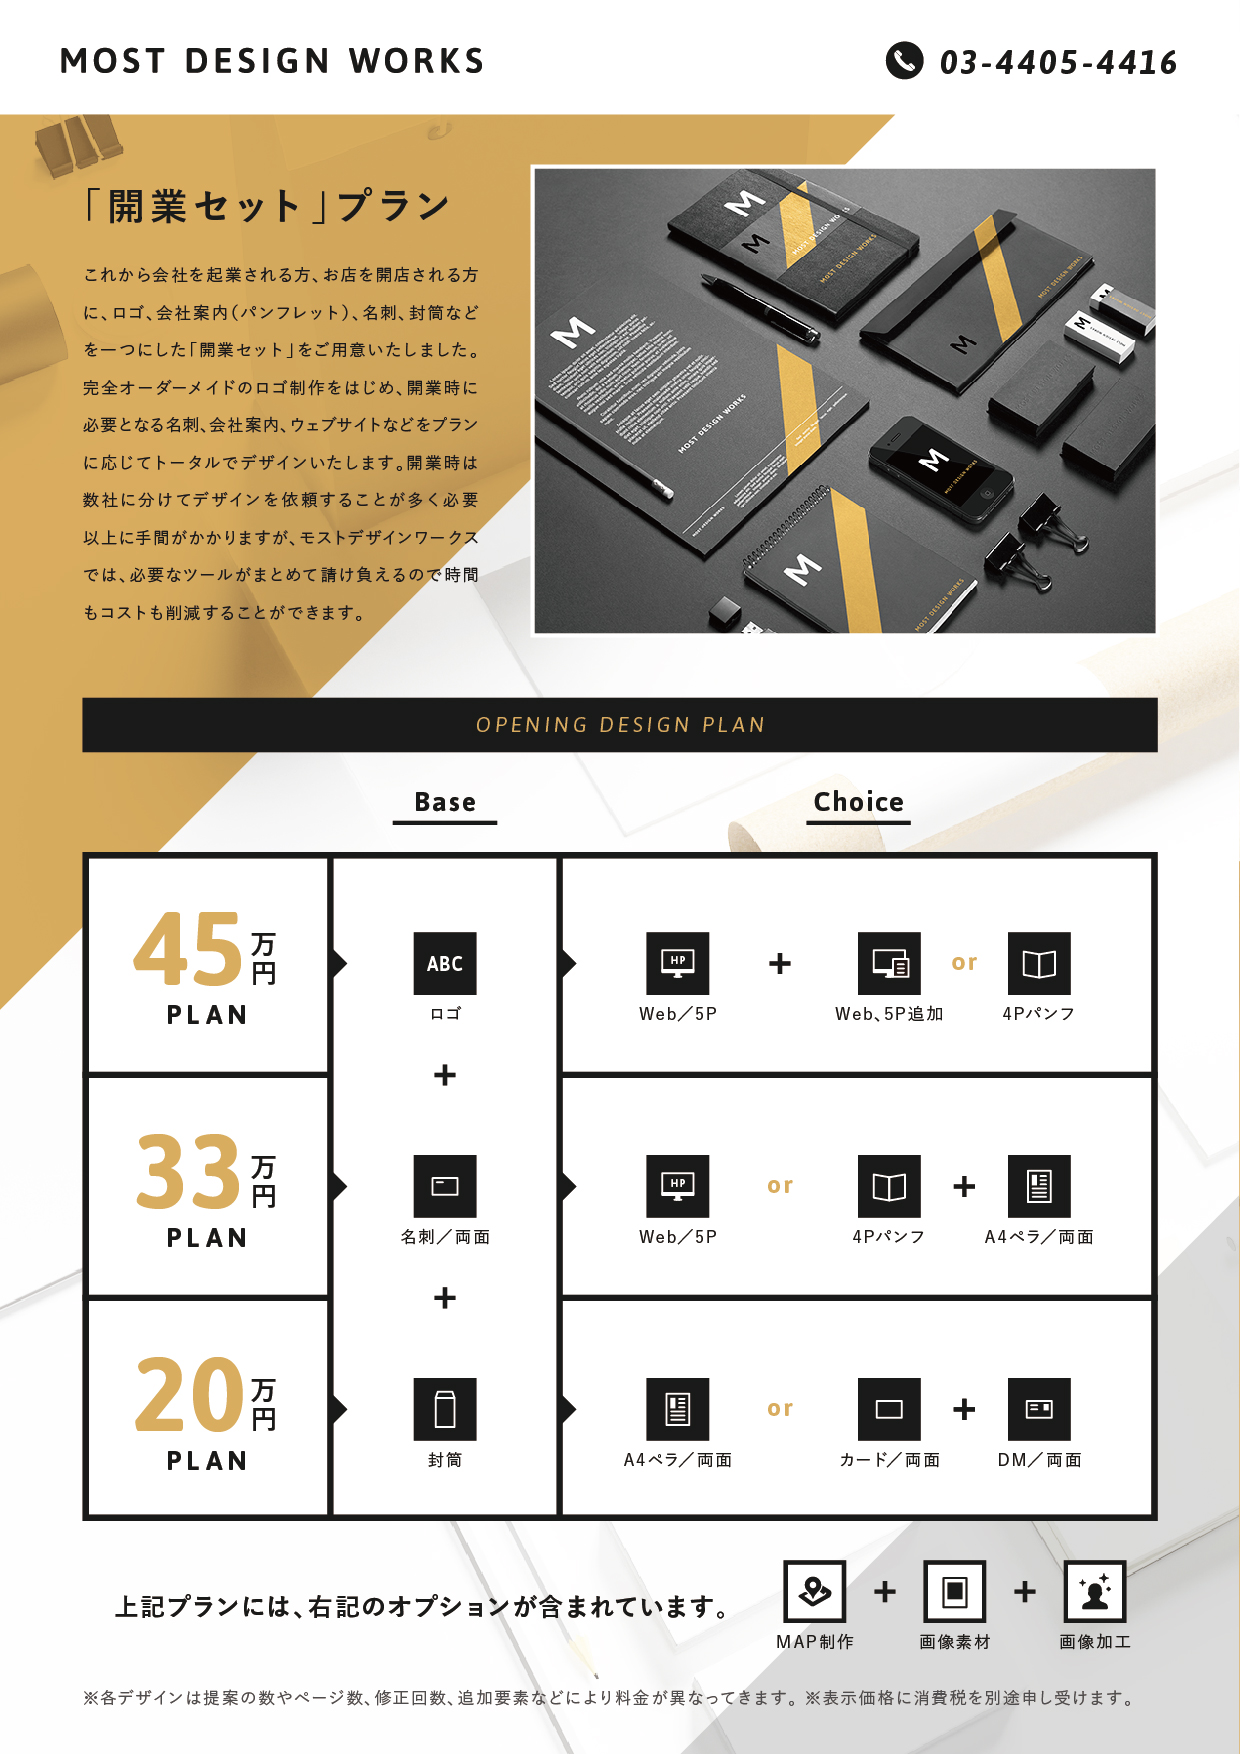 MOST DESIGN WORKS
03-4405-4416
「開業セット」プラン
これから会社を起業される方、お店を開店される方
に、ロゴ、会社案内（パンフレット）、名刺、封筒など
を一つにした「開業セット」をご用意いたしました。
完全オーダーメイドのロゴ制作をはじめ、開業時に
必要となる名刺、会社案内、ウェブサイトなどをプラン
に応じてトータルでデザインいたします。開業時は
数社に分けてデザインを依頼することが多く必要
以上に手間がかかりますが、モストデザインワークス
では、必要なツールがまとめて請け負えるので時間
もコストも削減することができます。
M
M
MOST DESIGN WORKS
MOST DESIGN WORKS
MOST DESIGN WORKS
M
M
M
MOST DESIGN WORKS
M
MOST DESIGN WORKS
MOST DESIGN WORKS
M
MOST DESIGN WORKS
OPENING DESIGN PLAN
Base
Choice
45万円
PLAN
ABC
ロゴ
HP
Web／5P
+
Web、5P追加
or
4Pパンフ
+
33万円
PLAN
名刺／両面
HP
Web／5P
or
4Pパンフ
+
A4ペラ／両面
+
20万円
PLAN
封筒
A4ペラ／両面
or
カード／両面
+
DM／両面
上記プランには、右記のオプションが含まれています。
MAP制作
+
画像素材
+
画像加工
※各デザインは提案の数やページ数、修正回数、追加要素などにより料金が異なってきます。※表示価格に消費税を別途申し受けます。